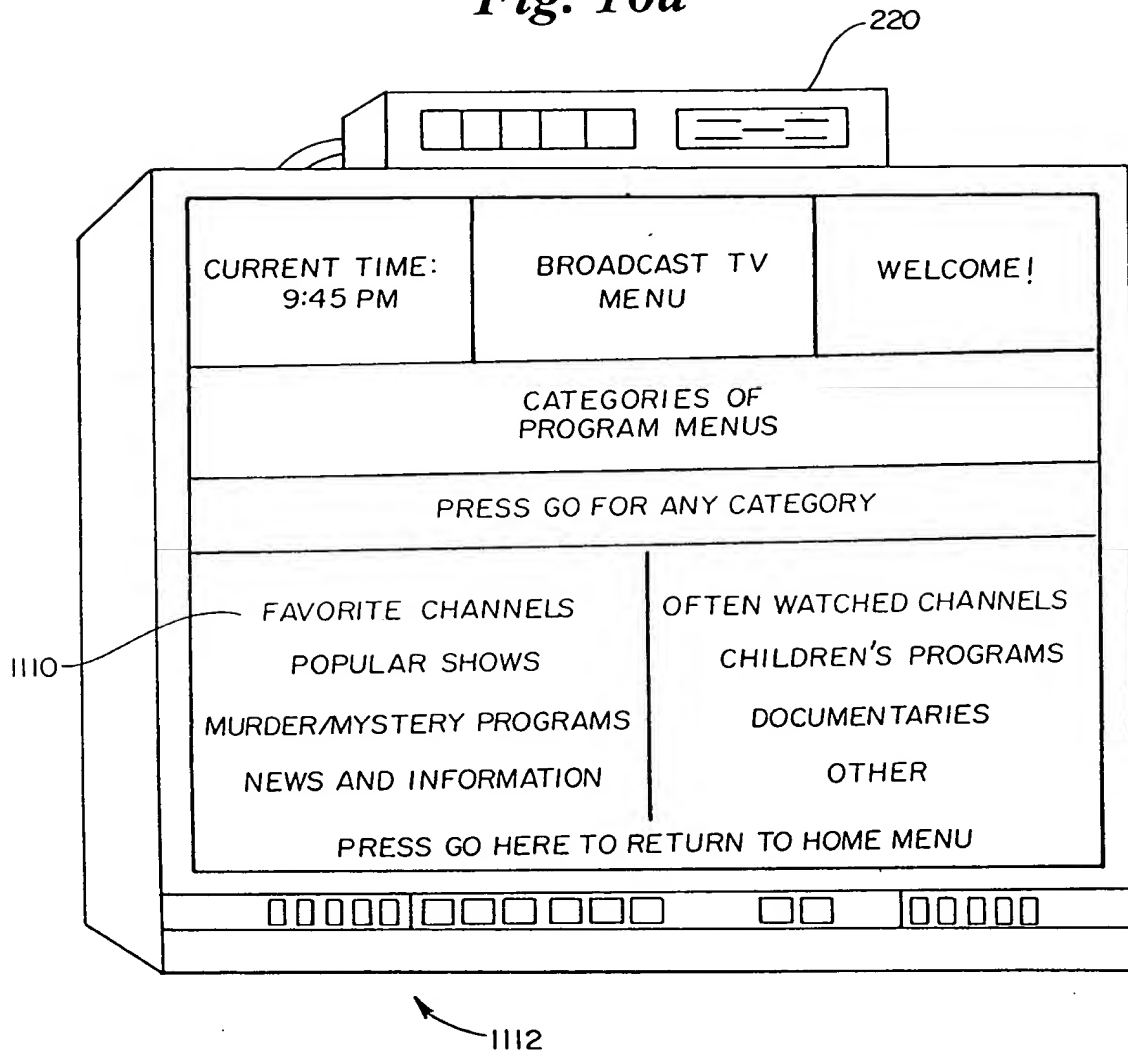 Fig. 16a
220
CURRENT TIME:
9:45 PM
BROADCAST TV
MENU
WELCOME!
CATEGORIES OF
PROGRAM MENUS
PRESS GO FOR ANY CATEGORY
1110
FAVORITE CHANNELS
POPULAR SHOWS
MURDER/MYSTERY PROGRAMS
NEWS AND INFORMATION
OFTEN WATCHED CHANNELS
CHILDREN'S PROGRAMS
DOCUMENTARIES
OTHER
PRESS GO HERE TO RETURN TO HOME MENU
1112